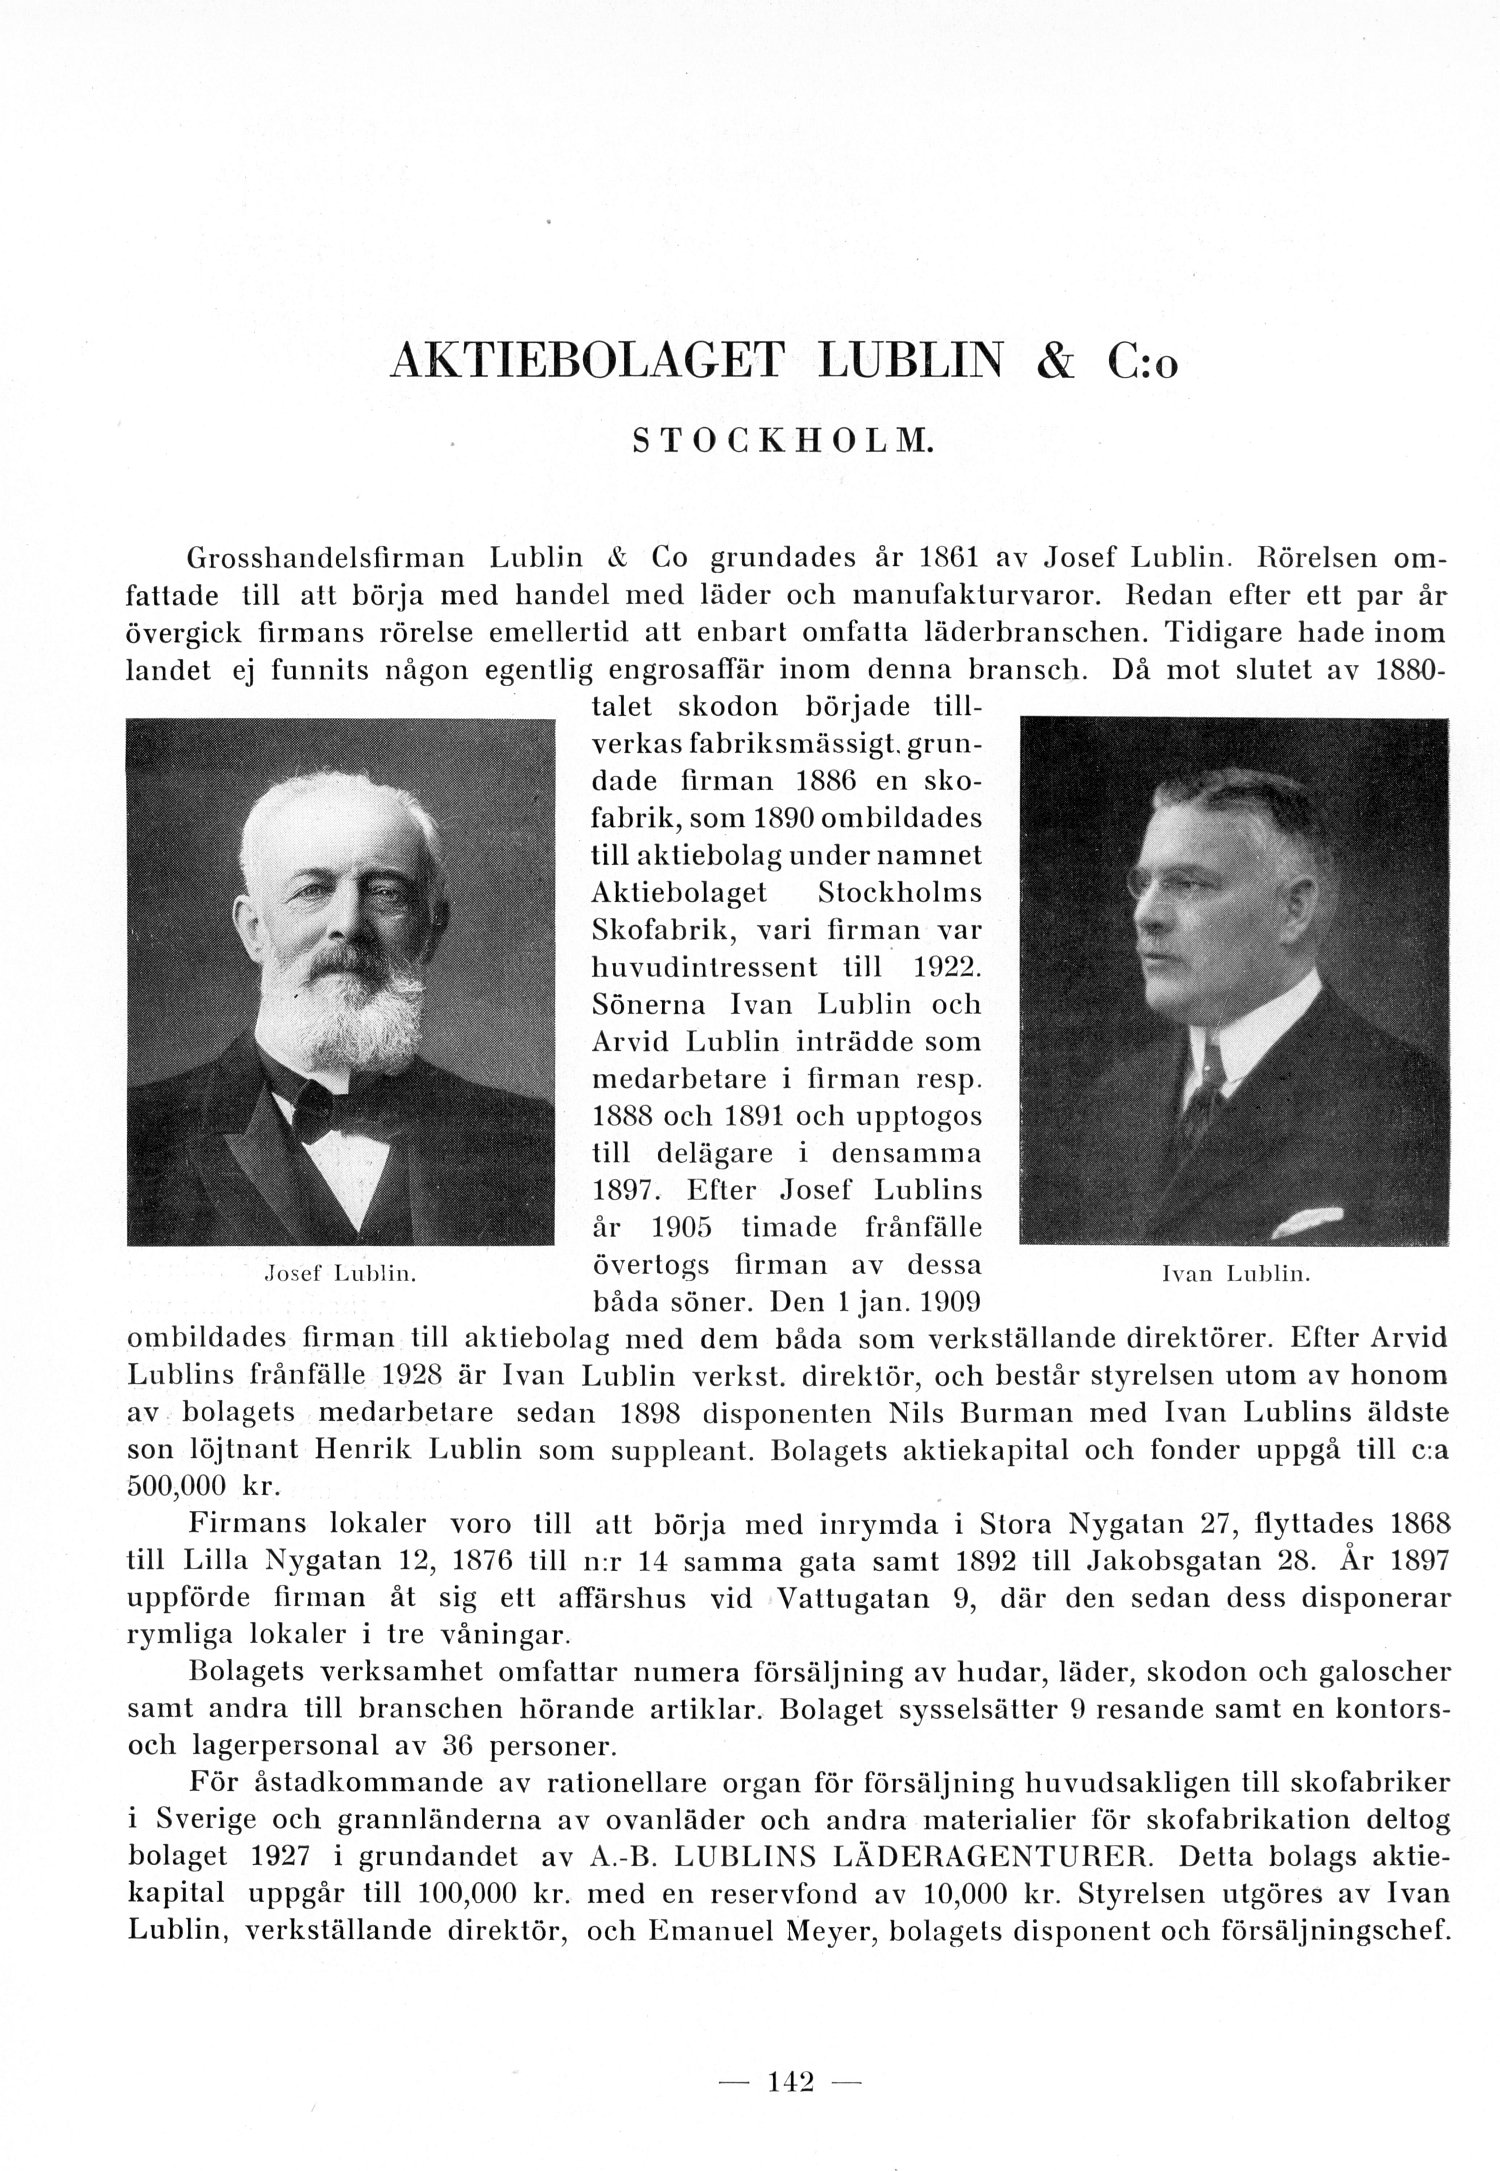 AKTIEBOLAGET LUBLIN & C:o
STOCKHOLM.
Grosshandelsfirman Lublin & Co grundades år 1861 av Josef Lublin. Rörelsen om-
fattade till att börja med handel med läder och manufakturvaror. Redan efter ett par år
övergick firmans rörelse emellertid att enbart omfatta läderbranschen. Tidigare hade inom
landet ej funnits någon egentlig engrosaffär inom denna bransch. Då mot slutet av 1880-
talet skodon började till-
verkas fabriksmässigt, grun-
dade firman 1886 en sko-
fabrik, som 1890 ombildades
till aktiebolag under namnet
Aktiebolaget Stockholms
Skofabrik, vari firman var
huvudintressent till 1922.
Sönerna Ivan Lublin och
Arvid Lublin inträdde som
medarbetare i firman resp.
1888 och 1891 och upptogos
till delägare i densamma
1897. Efter Josef Lublins
år 1905 timade frånfälle
övertogs firman av dessa
båda söner. Den 1 jan. 1909
Josef Lublin.
Ivan Lublin.
ombildades firman till aktiebolag med dem båda som verkställande direktörer. Efter Arvid
Lublins frånfälle 1928 är Ivan Lublin verkst. direktör, och består styrelsen utom av honom
av bolagets medarbetare sedan 1898 disponenten Nils Burman med Ivan Lublins äldste
son löjtnant Henrik Lublin som suppleant. Bolagets aktiekapital och fonder uppgå till c:a
500,000 kr.
Firmans lokaler voro till att börja med inrymda i Stora Nygatan 27, flyttades 1868
till Lilla Nygatan 12, 1876 till n:r 14 samma gata samt 1892 till Jakobsgatan 28. År 1897
uppförde firman åt sig ett affärshus vid Vattugatan 9, där den sedan dess disponerar
rymliga lokaler i tre våningar.
Bolagets verksamhet omfattar numera försäljning av hudar, läder, skodon och galoscher
samt andra till branschen hörande artiklar. Bolaget sysselsätter 9 resande samt en kontors-
och lagerpersonal av 36 personer.
För åstadkommande av rationellare organ för försäljning huvudsakligen till skofabriker
i Sverige och grannländerna av ovanläder och andra materialier för skofabrikation deltog
bolaget 1927 i grundandet av A.-B. LUBLINS LÄDERAGENTURER. Detta bolags aktie-
kapital uppgår till 100,000 kr. med en reservfond av 10,000 kr. Styrelsen utgöres av Ivan
Lublin, verkställande direktör, och Emanuel Meyer, bolagets disponent och försäljningschef.
— 142 —